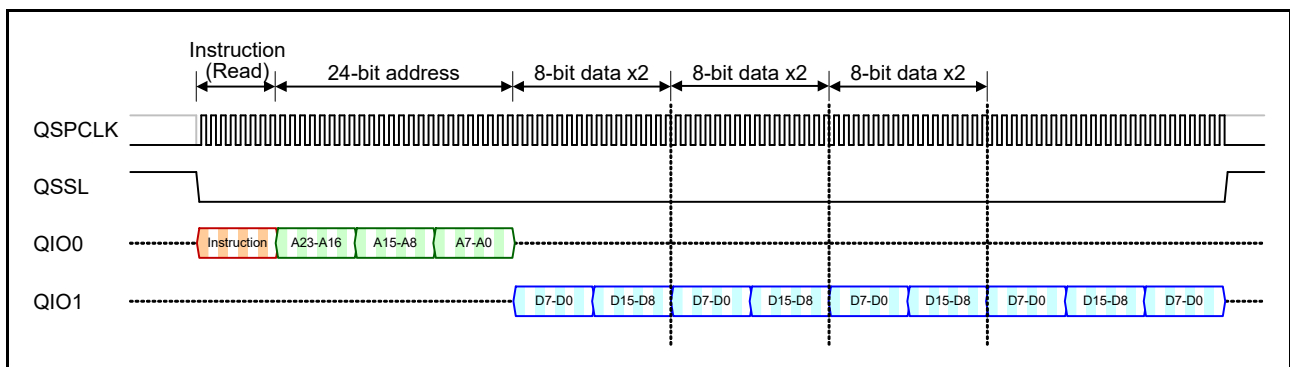 Instruction
(Read)
24-bit address
8-bit data x2
8-bit data x2
8-bit data x2
QSPCLK
QSSL
QIO0
Instruction
A23-A16
A15-A8
A7-A0
QIO1
D7-D0
D15-D8
D7-D0
D15-D8
D7-D0
D15-D8
D7-D0
D15-D8
D7-D0